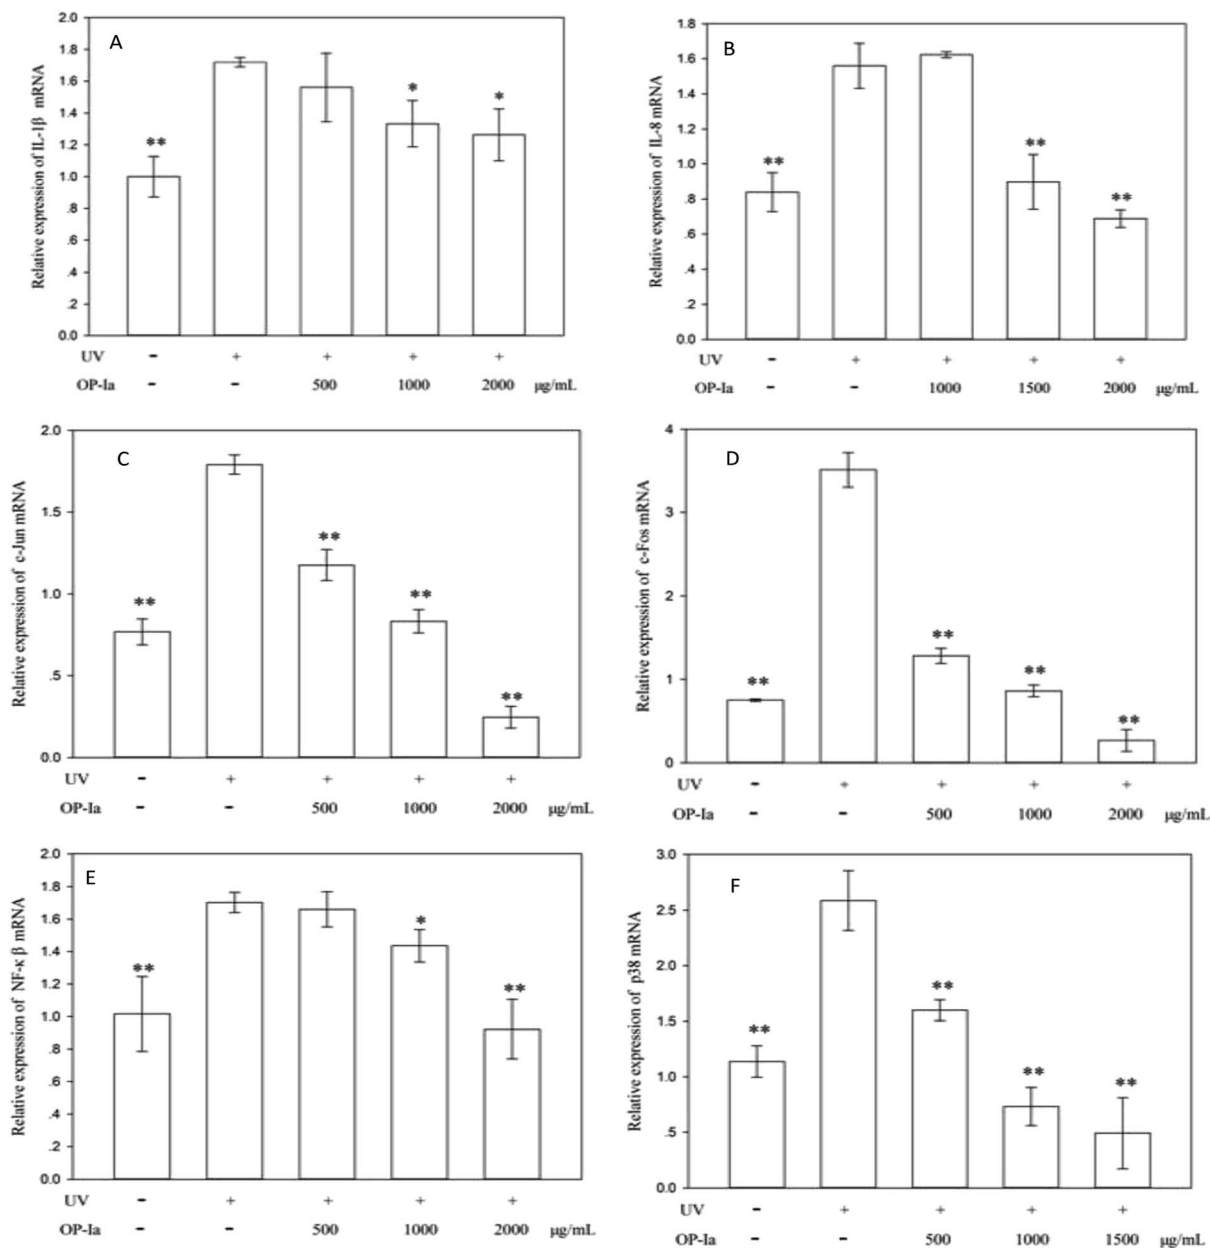 A
Relative expression of IL-1β mRNA
2.0
1.8
1.6
1.4
1.2
1.0
.8
.6
.4
.2
0.0
** * *
UV - + + + +
OP-Ia - - 500 1000 2000 μg/mL
B
Relative expression of IL-8 mRNA
1.8
1.6
1.4
1.2
1.0
.8
.6
.4
.2
0.0
** ** **
UV - + + + +
OP-Ia - - 1000 1500 2000 μg/mL
C
Relative expression of c-Jun mRNA
2.0
1.5
1.0
.5
0.0
** ** ** **
UV - + + + +
OP-Ia - - 500 1000 2000 μg/mL
D
Relative expression of c-Fos mRNA
4
3
2
1
0
** ** ** **
UV - + + + +
OP-Ia - - 500 1000 2000 μg/mL
E
Relative expression of NF-κ β mRNA
2.0
1.8
1.6
1.4
1.2
1.0
.8
.6
.4
.2
0.0
** * **
UV - + + + +
OP-Ia - - 500 1000 2000 μg/mL
F
Relative expression of p38 mRNA
3.0
2.5
2.0
1.5
1.0
.5
0.0
** ** ** **
UV - + + + +
OP-Ia - - 500 1000 1500 μg/mL